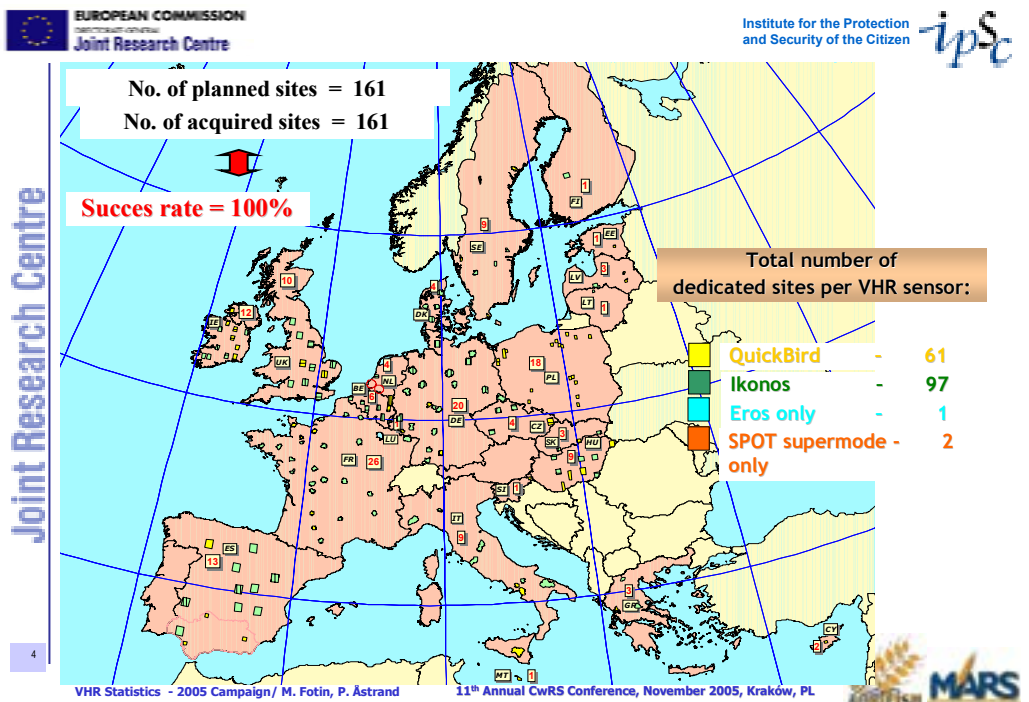 EUROPEAN COMMISSION
DIRECTORATE-GENERAL
Joint Research Centre
Institute for the Protection
and Security of the Citizen
ipSc
No. of planned sites = 161
No. of acquired sites = 161
Succes rate = 100%
Joint Research Centre
1
FI
9
SE
1
EE
LV
3
LT
1
4
DK
10
12
IE
UK
4
NL
BE
6
18
PL
20
DE
4
CZ
LU
1
SK
3
HU
9
FR
26
SI
1
IT
9
ES
13
3
GR
CY
2
MT
1
Total number of
dedicated sites per VHR sensor:
QuickBird - 61
Ikonos - 97
Eros only - 1
SPOT supermode - 2
only
4
VHR Statistics - 2005 Campaign/ M. Fotin, P. Åstrand
11th Annual CwRS Conference, November 2005, Kraków, PL
MARS